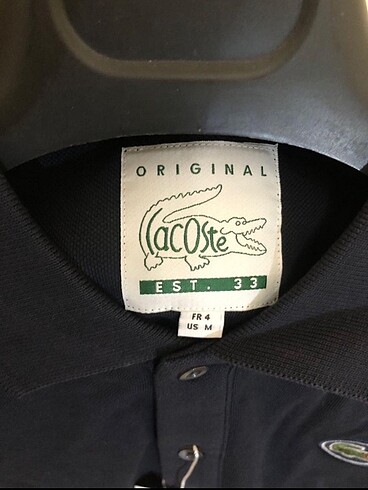 ORIGINAL
Lacoste
EST. 33
FR 4
US M